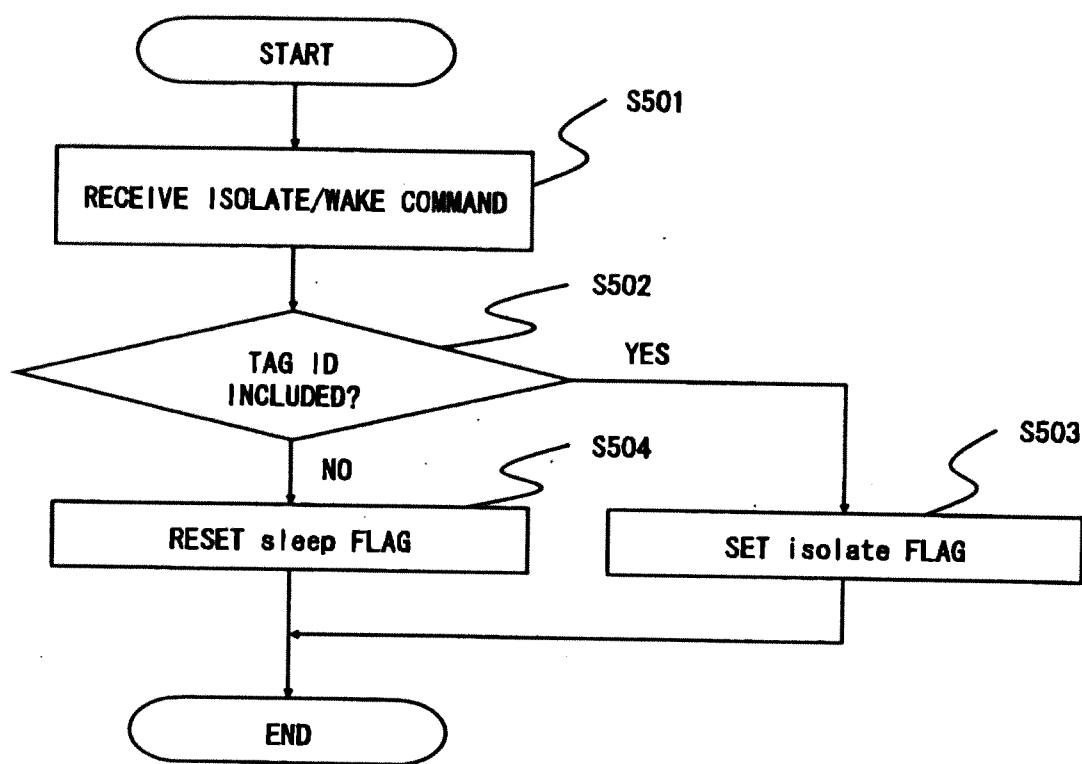 START
S501
RECEIVE ISOLATE/WAKE COMMAND
S502
TAG ID
INCLUDED?
YES
NO
S504
S503
RESET sleep FLAG
SET isolate FLAG
END